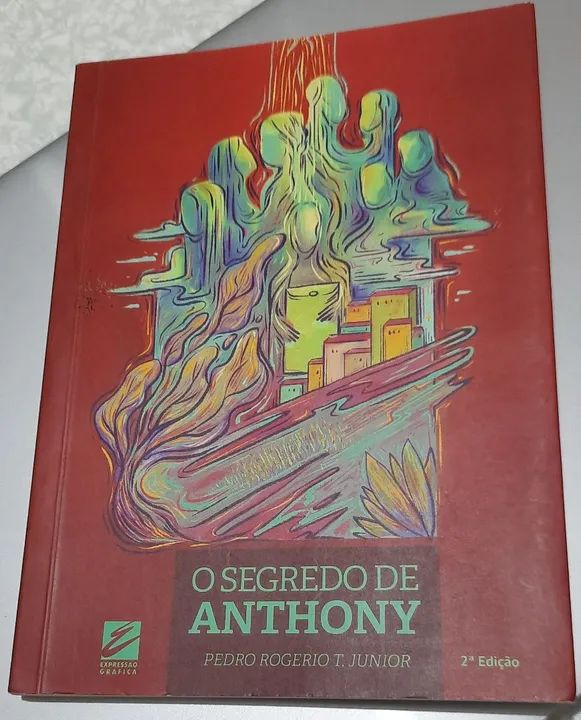 O SEGREDO DE
ANTHONY
PEDRO ROGERIO T. JUNIOR
2ª Edição
EXPRESSÃO
GRÁFICA